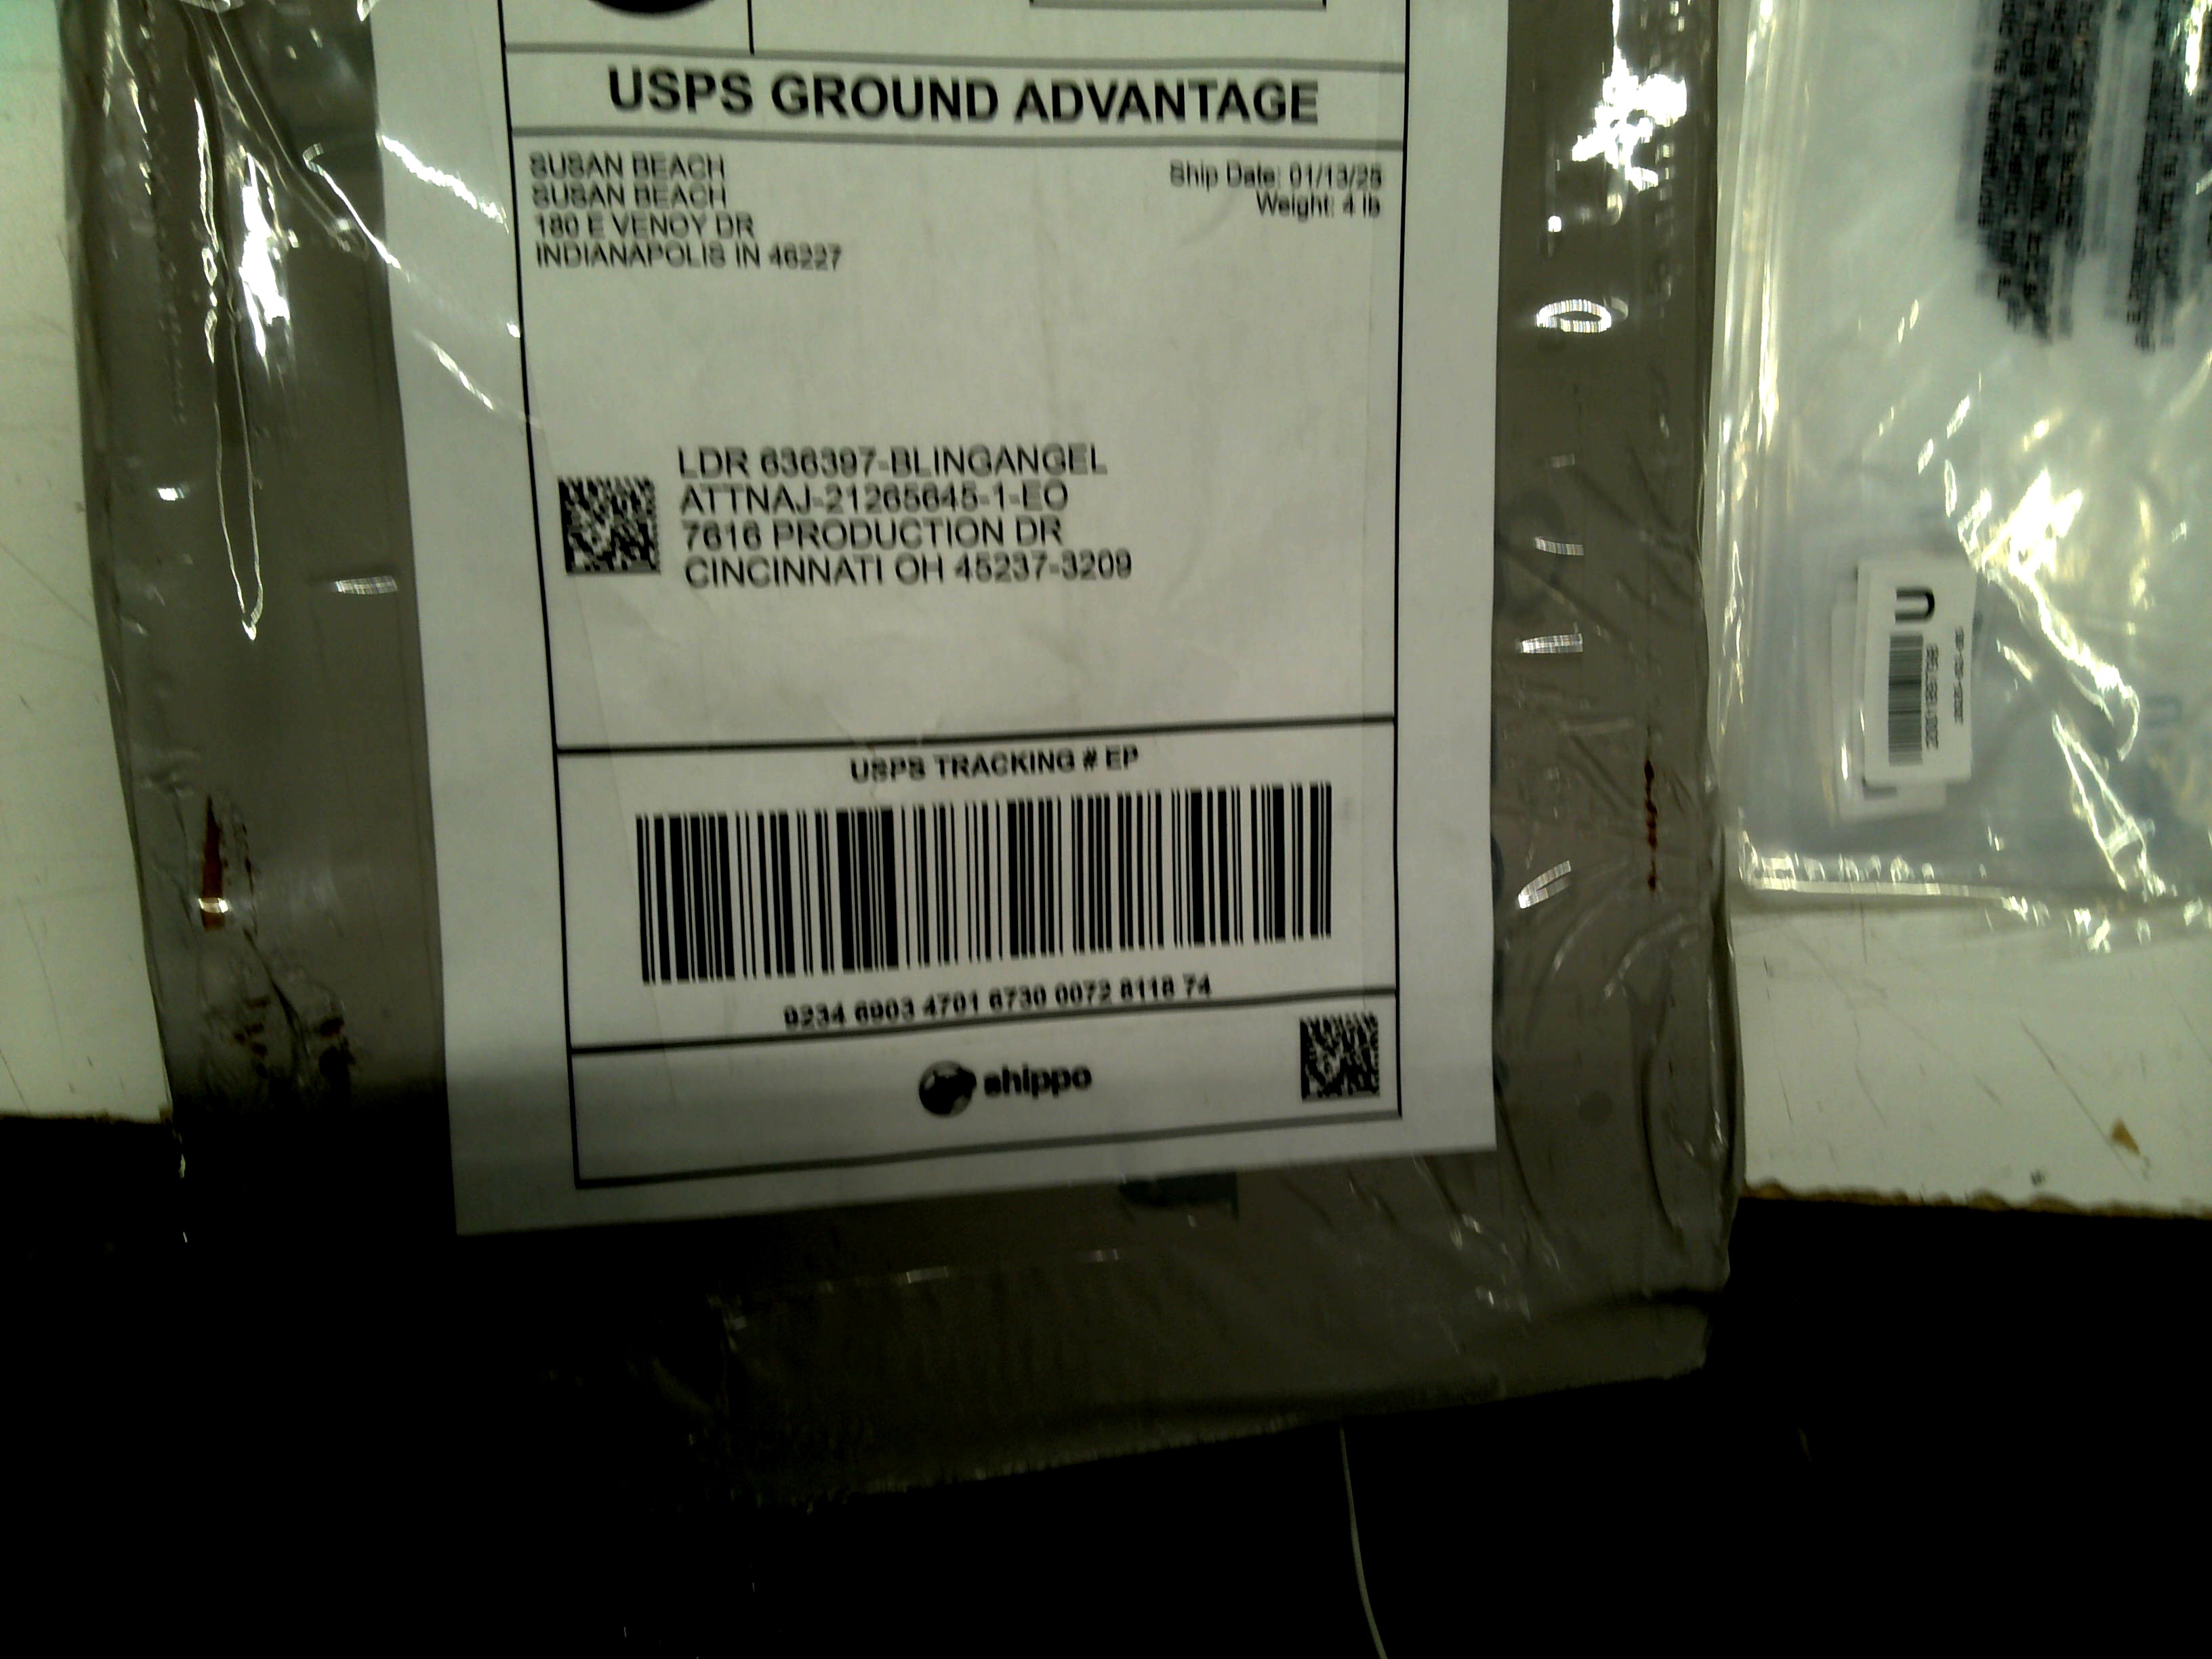 USPS GROUND ADVANTAGE
SUSAN BEACH
SUSAN BEACH
180 E VENOY DR
INDIANAPOLIS IN 46227
Ship Date: 01/13/25
Weight: 4 lb
LDR 636397-BLINGANGEL
ATTNAJ-21265645-1-EO
7616 PRODUCTION DR
CINCINNATI OH 45237-3209
USPS TRACKING # EP
9234 6903 4701 6730 0072 8118 74
shippo
U